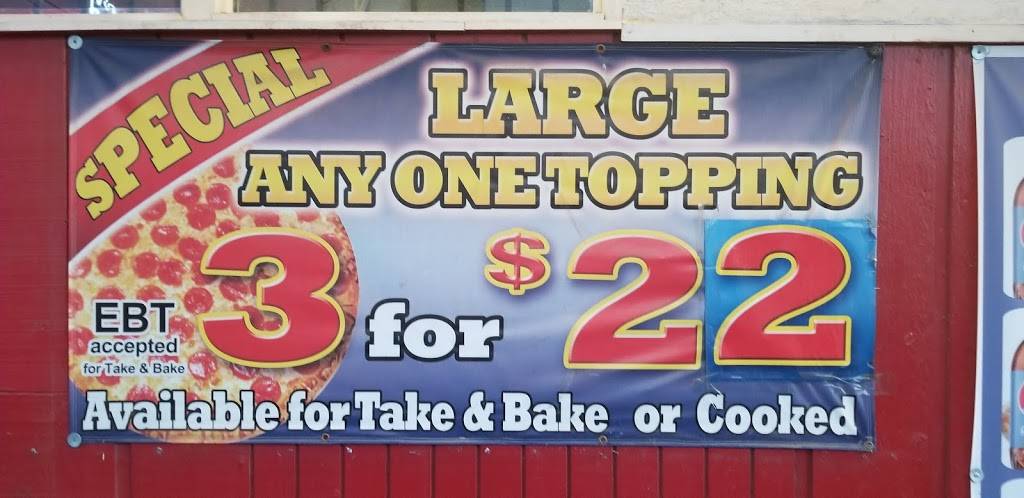 SPECIAL
LARGE
ANY ONE TOPPING
3 for $22
EBT
accepted
for Take & Bake
Available for Take & Bake or Cooked